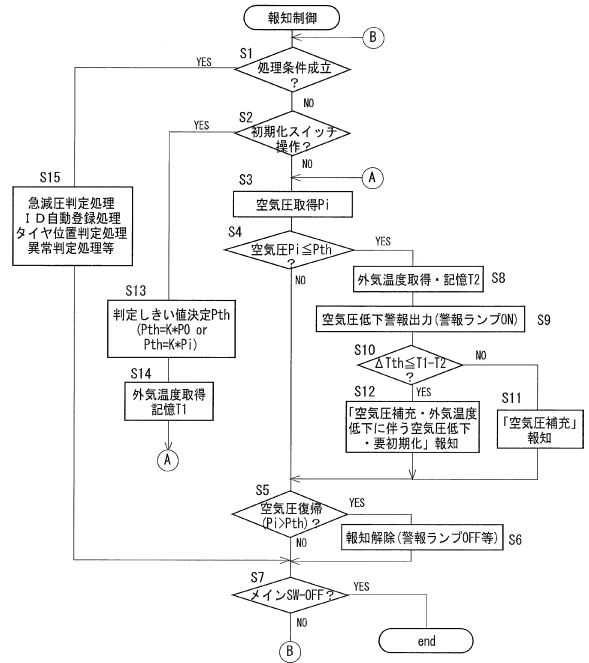 報知制御
B
S1
YES
処理条件成立
?
NO
S2
YES
初期化スイッチ
操作?
NO
S15
急減圧判定処理
ID自動登録処理
タイヤ位置判定処理
異常判定処理等
A
S3
空気圧取得Pi
S4
空気圧Pi≦Pth
?
YES
NO
外気温度取得・記憶T2
S8
S13
判定しきい値決定Pth
(Pth=K*P0 or
Pth=K*Pi)
空気圧低下警報出力(警報ランプON)
S9
S10
ΔTth≦T1-T2
?
NO
YES
S14
外気温度取得
記憶T1
A
S12
「空気圧補充・外気温度
低下に伴う空気圧低下
・要初期化」報知
S11
「空気圧補充」
報知
S5
空気圧復帰
(Pi>Pth)?
YES
NO
報知解除(警報ランプOFF等)
S6
S7
メインSW-OFF?
YES
NO
end
B